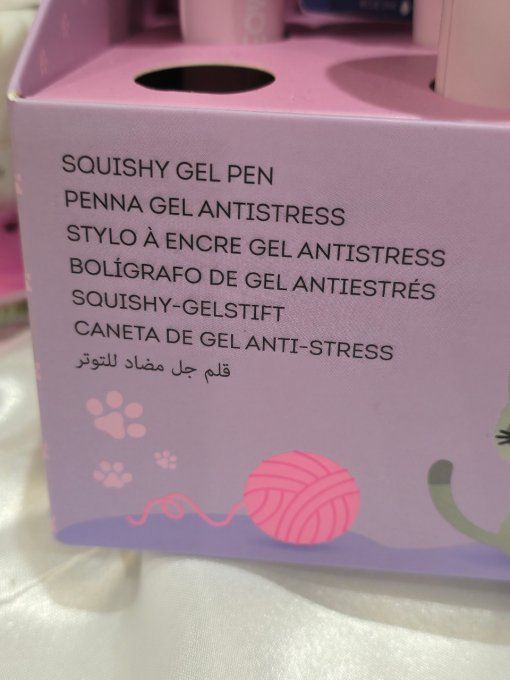 SQUISHY GEL PEN
PENNA GEL ANTISTRESS
STYLO À ENCRE GEL ANTISTRESS
BOLÍGRAFO DE GEL ANTIESTRÉS
SQUISHY-GELSTIFT
CANETA DE GEL ANTI-STRESS
قلم جل مضاد للتوتر